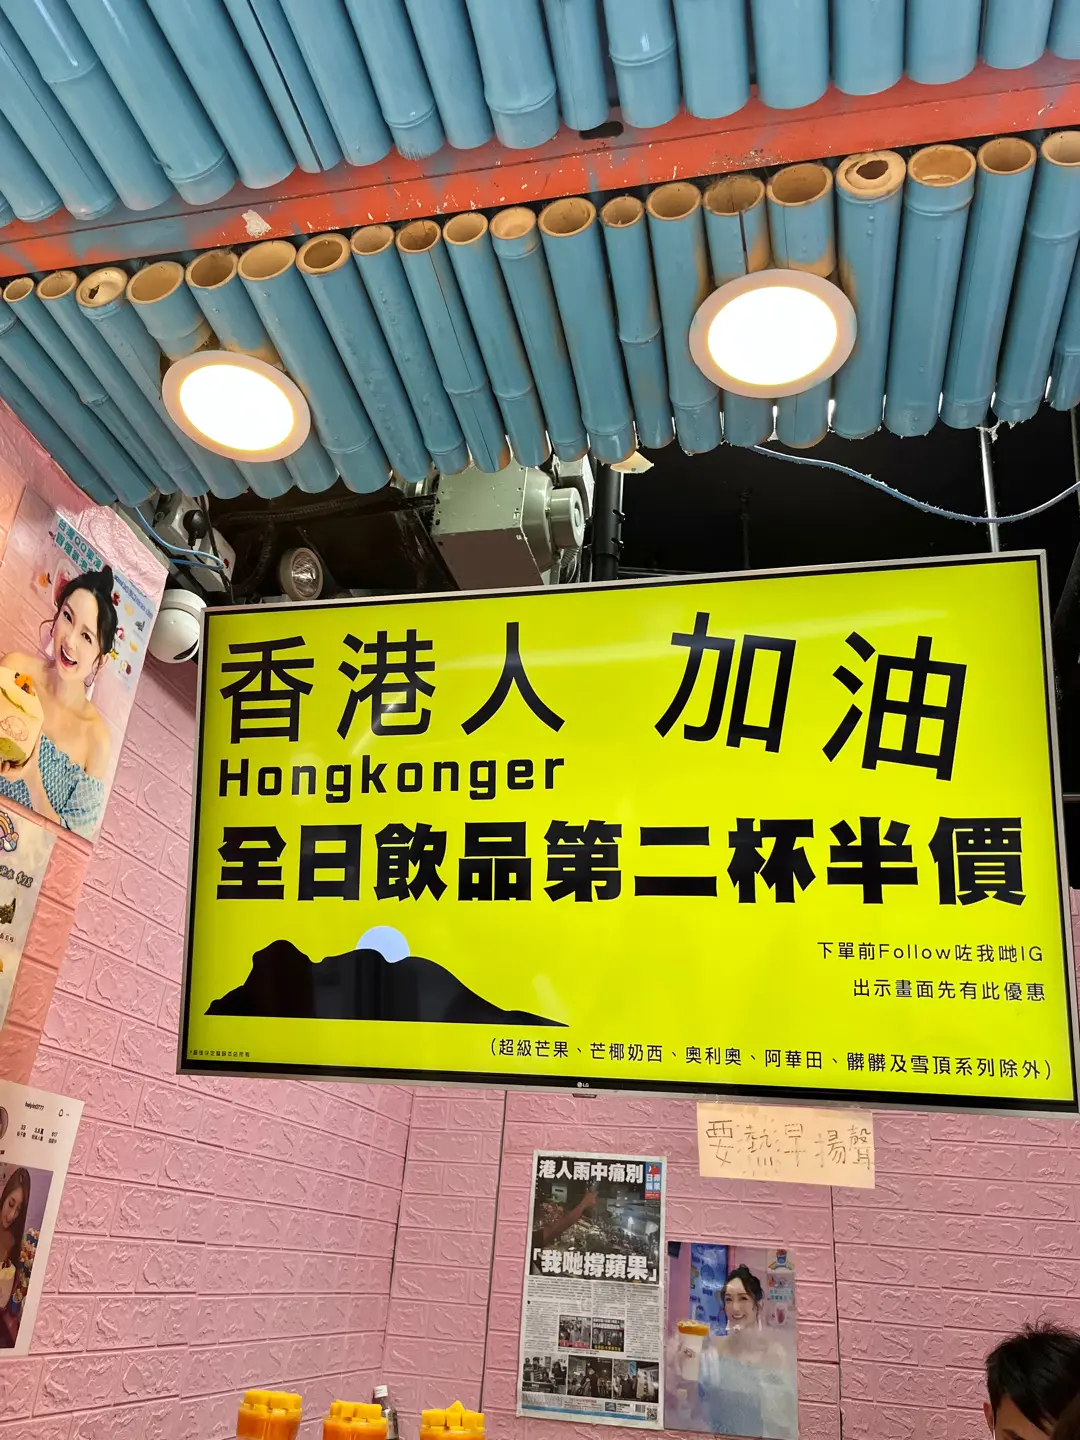 香港人 加油
Hongkonger
全日飲品第二杯半價
下單前Follow咗我哋IG
出示畫面先有此優惠
(超級芒果、芒椰奶西、奧利奧、阿華田、髒髒及雪頂系列除外)
LG
要熱早揚聲
港人雨中痛別
「我哋撐蘋果」